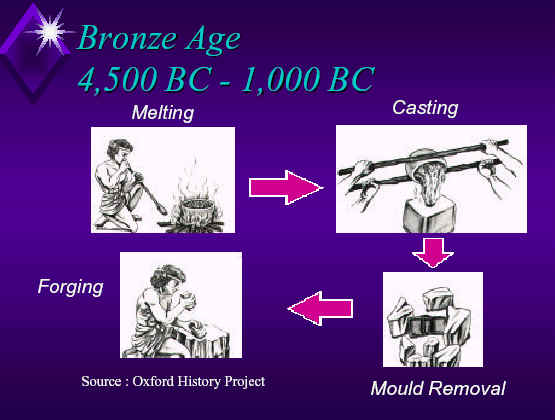 Bronze Age
4,500 BC - 1,000 BC
Melting
Casting
Forging
Mould Removal
Source : Oxford History Project